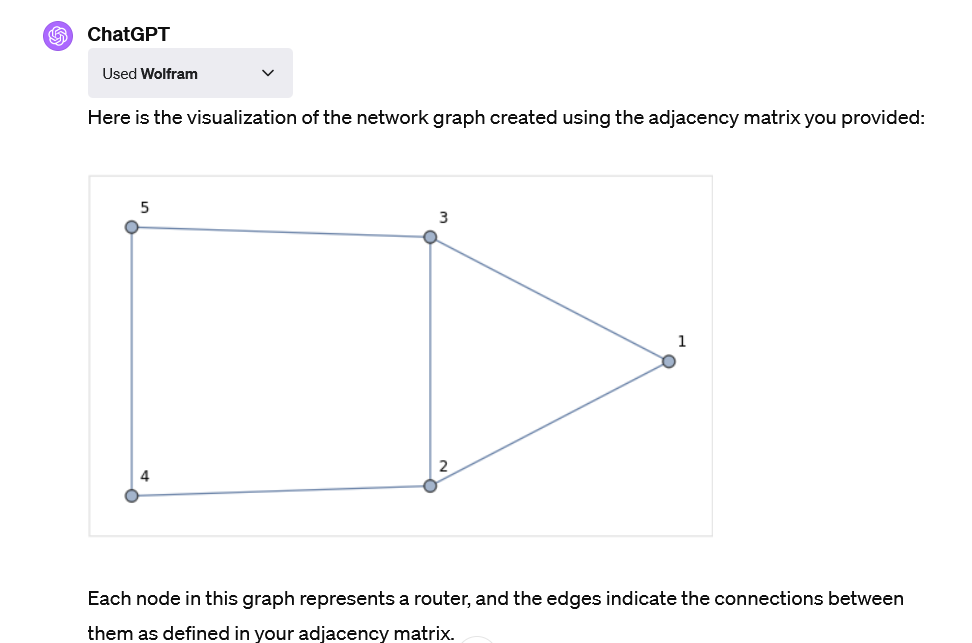 ChatGPT
Used Wolfram
Here is the visualization of the network graph created using the adjacency matrix you provided:
5
3
1
2
4
Each node in this graph represents a router, and the edges indicate the connections between
them as defined in your adjacency matrix.